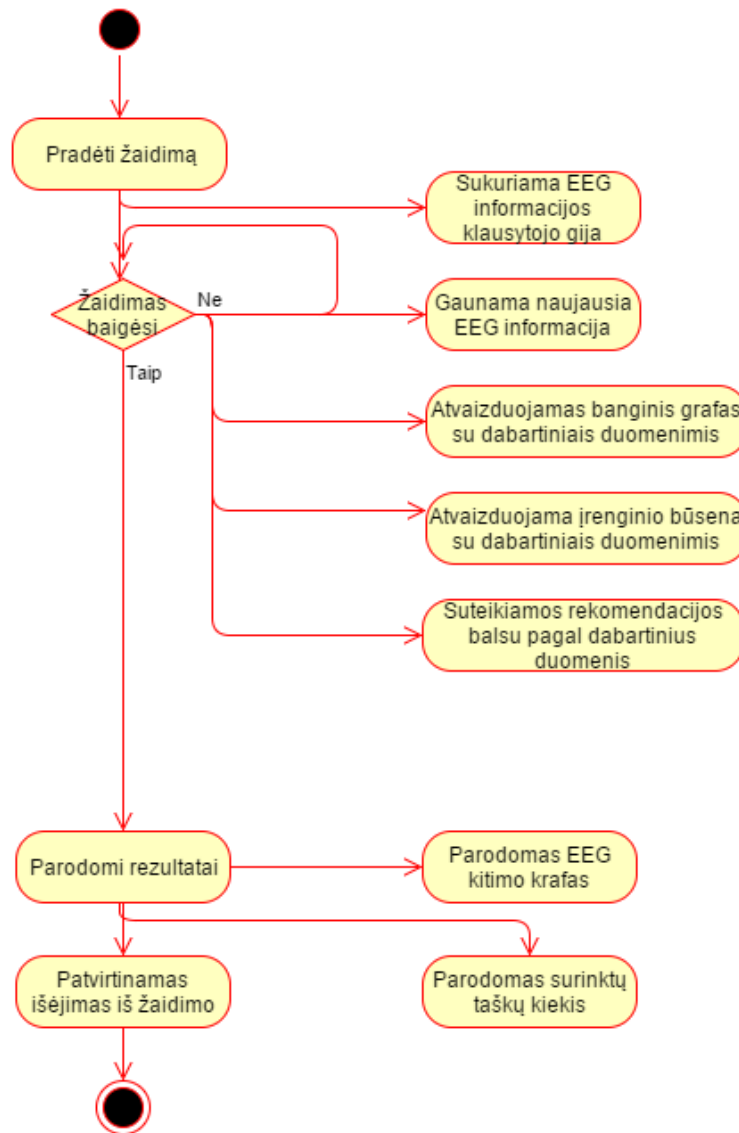 Pradėti žaidimą
Sukuriama EEG
informacijos
klausytojo gija
Žaidimas
baigėsi
Ne
Gaunama naujausia
EEG informacija
Taip
Atvaizduojamas banginis grafas
su dabartiniais duomenimis
Atvaizduojama įrenginio būsena
su dabartiniais duomenimis
Suteikiamos rekomendacijos
balsu pagal dabartinius
duomenis
Parodomi rezultatai
Parodomas EEG
kitimo krafas
Patvirtinamas
išėjimas iš žaidimo
Parodomas surinktų
taškų kiekis